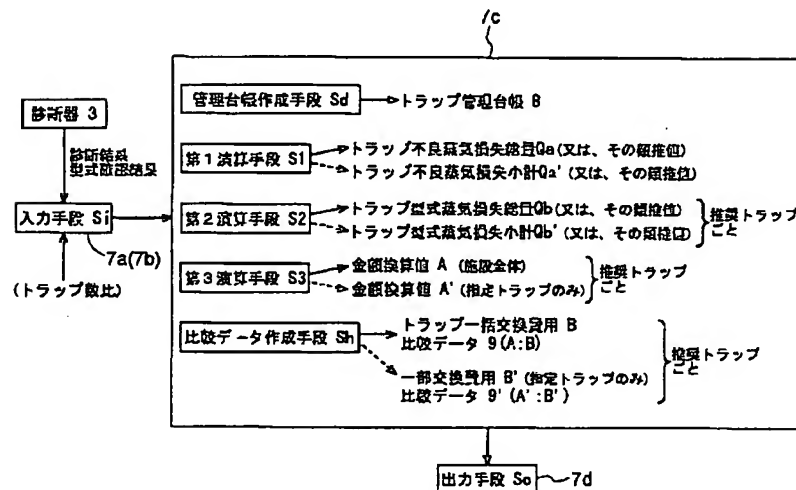 7c
管理台帳作成手段 Sd
トラップ管理台帳 B
診断器 3
診断結果
型式確認結果
第1演算手段 S1
トラップ不良蒸気損失総量Qa(又は、その類推値)
トラップ不良蒸気損失小計Qa' (又は、その類推値)
入力手段 Si
7a(7b)
(トラップ数比)
第2演算手段 S2
トラップ型式蒸気損失総量Qb(又は、その類推値)
トラップ型式蒸気損失小計Qb' (又は、その類推値)
推奨トラップ
ごと
第3演算手段 S3
金額換算値 A (施設全体)
金額換算値 A' (指定トラップのみ)
推奨トラップ
ごと
比較データ作成手段 Sh
トラップ一括交換費用 B
比較データ 9(A:B)
一部交換費用 B' (指定トラップのみ)
比較データ 9' (A':B')
推奨トラップ
ごと
出力手段 So
7d